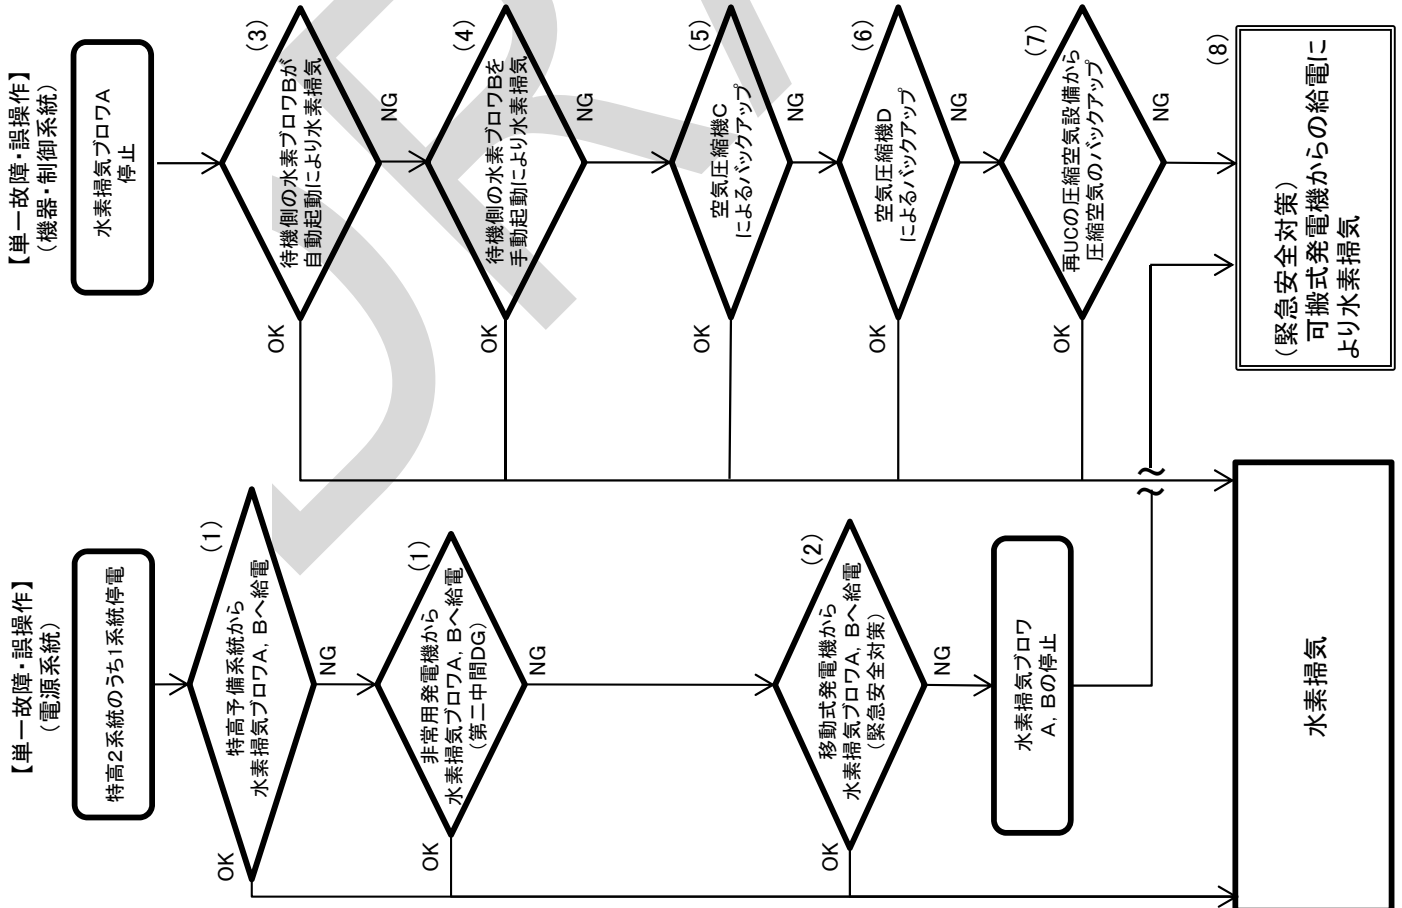 【単一故障・誤操作】
（電源系統）
特高2系統のうち1系統停電
(1)
特高予備系統から
水素掃気ブロワA, Bへ給電
OK
NG
(1)
非常用発電機から
水素掃気ブロワA, Bへ給電
（第二中間DG）
OK
NG
(2)
移動式発電機から
水素掃気ブロワA, Bへ給電
（緊急安全対策）
OK
NG
水素掃気ブロワ
A, Bの停止
水素掃気
【単一故障・誤操作】
（機器・制御系統）
水素掃気ブロワA
停止
(3)
待機側の水素ブロワBが
自動起動により水素掃気
OK
NG
(4)
待機側の水素ブロワBを
手動起動により水素掃気
OK
NG
(5)
空気圧縮機C
によるバックアップ
OK
NG
(6)
空気圧縮機D
によるバックアップ
OK
NG
(7)
再UCの圧縮空気設備から
圧縮空気のバックアップ
OK
NG
(8)
（緊急安全対策）
可搬式発電機からの給電に
より水素掃気